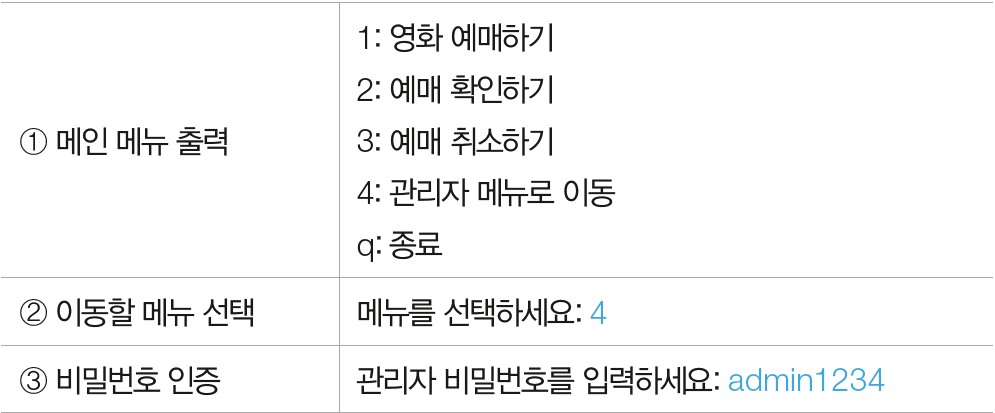 ① 메인 메뉴 출력
1: 영화 예매하기
2: 예매 확인하기
3: 예매 취소하기
4: 관리자 메뉴로 이동
q: 종료
② 이동할 메뉴 선택
메뉴를 선택하세요: 4
③ 비밀번호 인증
관리자 비밀번호를 입력하세요: admin1234